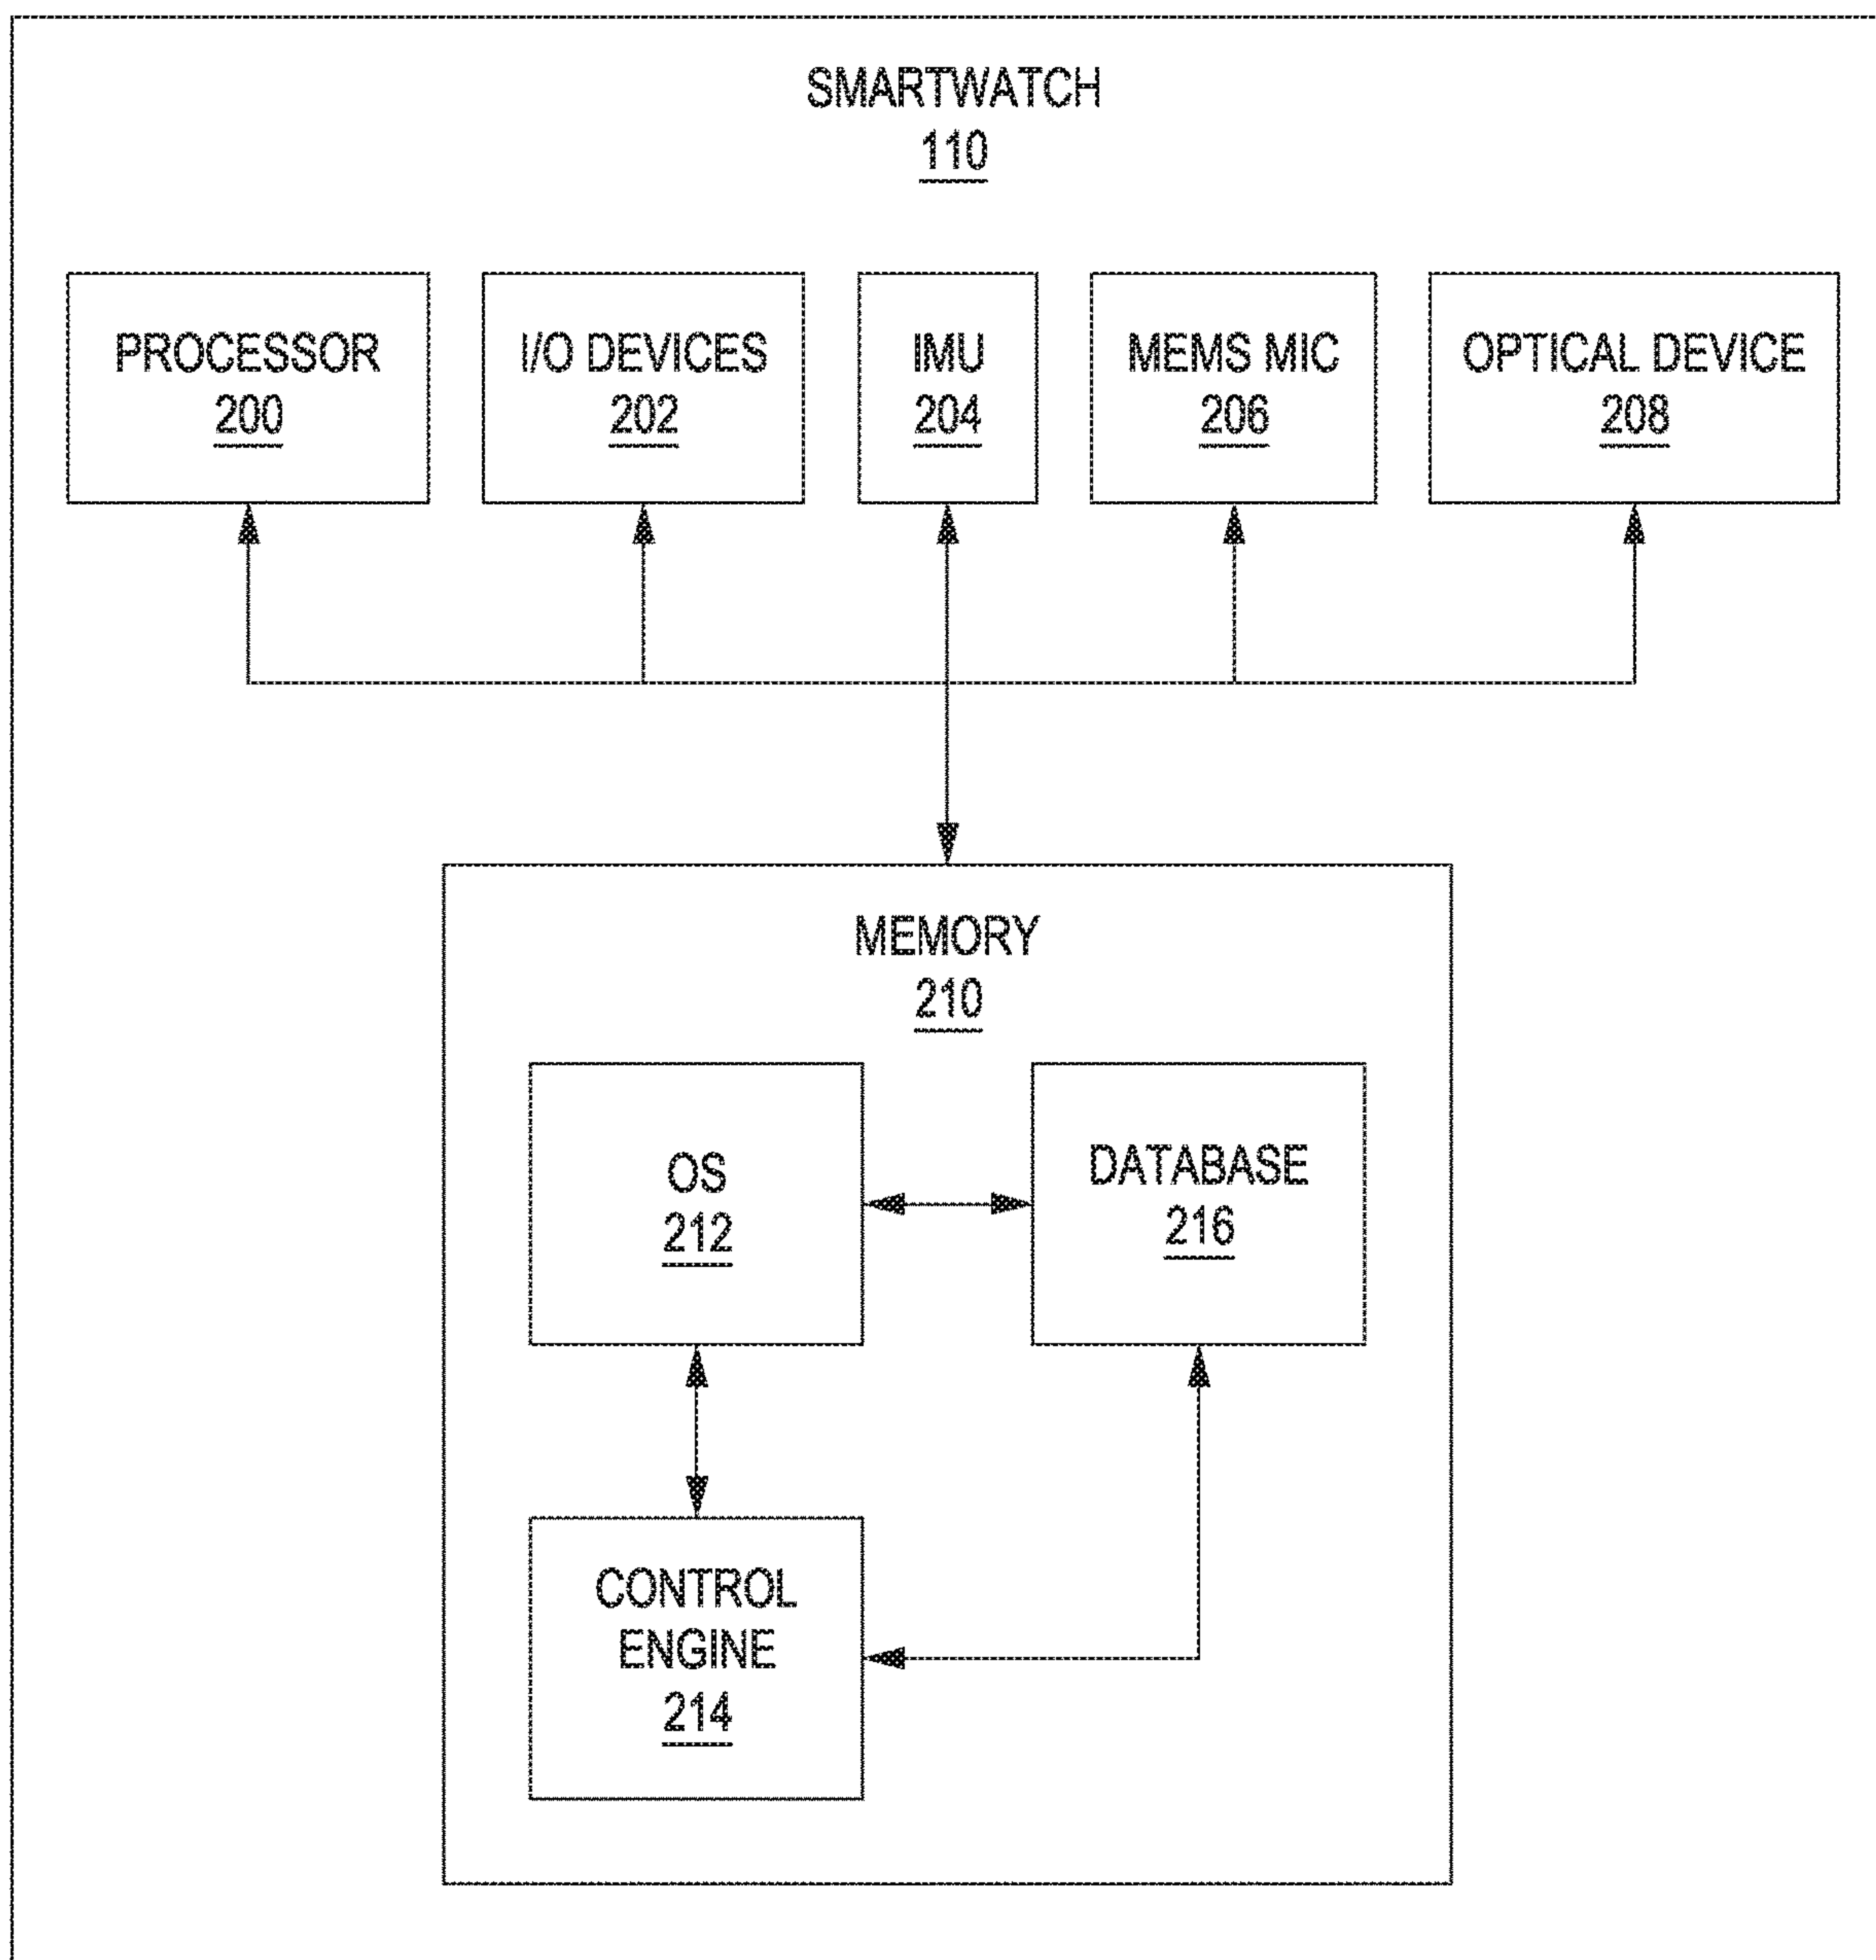 SMARTWATCH
110
PROCESSOR
200
I/O DEVICES
202
IMU
204
MEMS MIC
206
OPTICAL DEVICE
208
MEMORY
210
OS
212
DATABASE
216
CONTROL
ENGINE
214